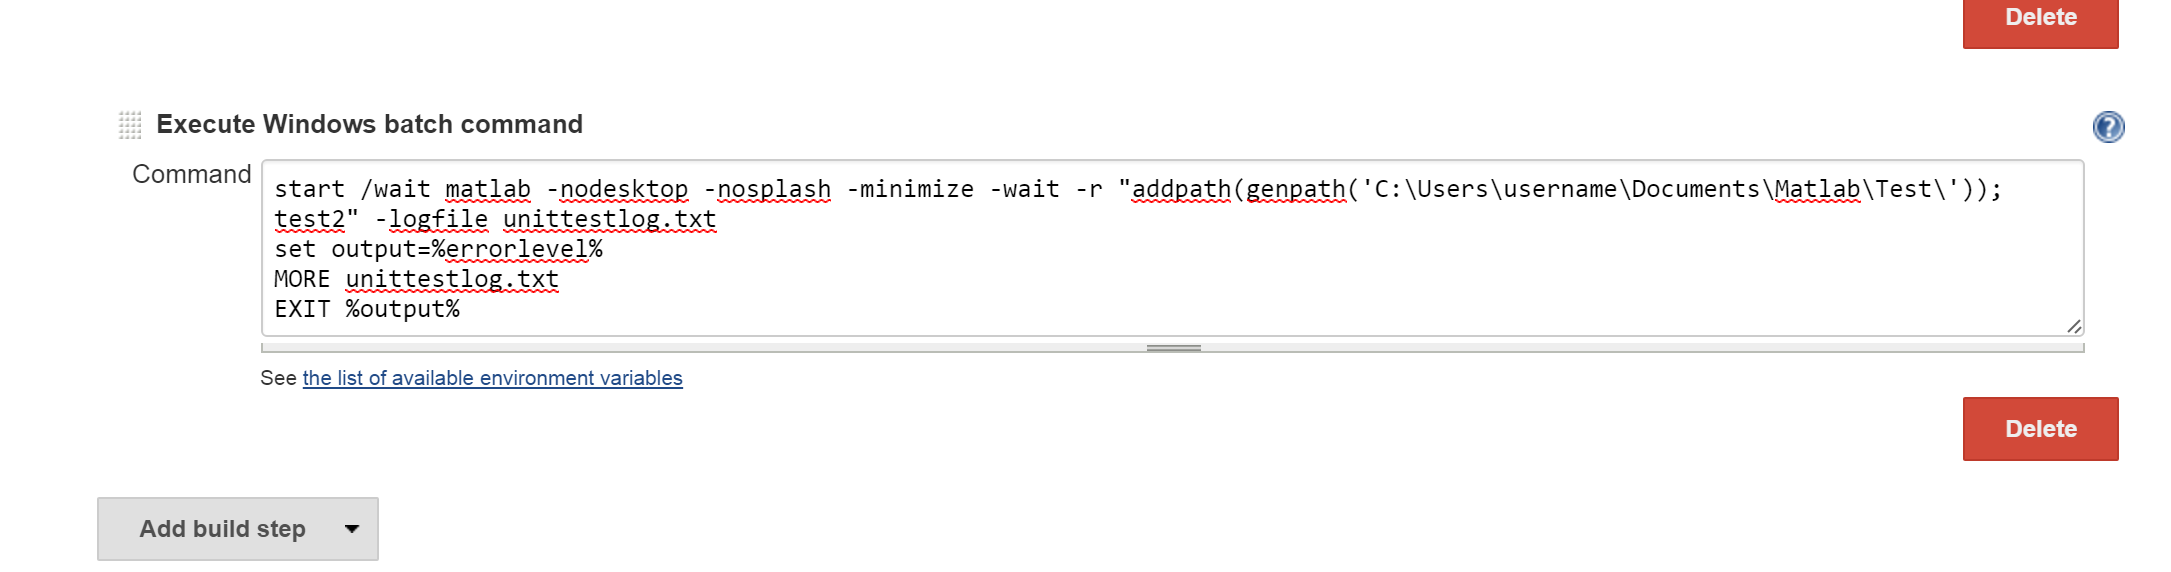 Delete
Execute Windows batch command
Command
start /wait matlab -nodesktop -nosplash -minimize -wait -r "addpath(genpath('C:\Users\username\Documents\Matlab\Test\'));
test2" -logfile unittestlog.txt
set output=%errorlevel%
MORE unittestlog.txt
EXIT %output%
See the list of available environment variables
Delete
Add build step